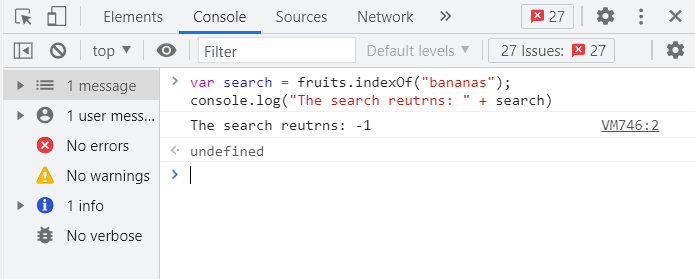 Elements Console Sources Network » 27
top ▼ Filter Default levels ▼ 27 Issues: 27
1 message
1 user mess...
No errors
No warnings
1 info
No verbose
var search = fruits.indexOf("bananas");
console.log("The search reutrns: " + search)
The search reutrns: -1 VM746:2
undefined